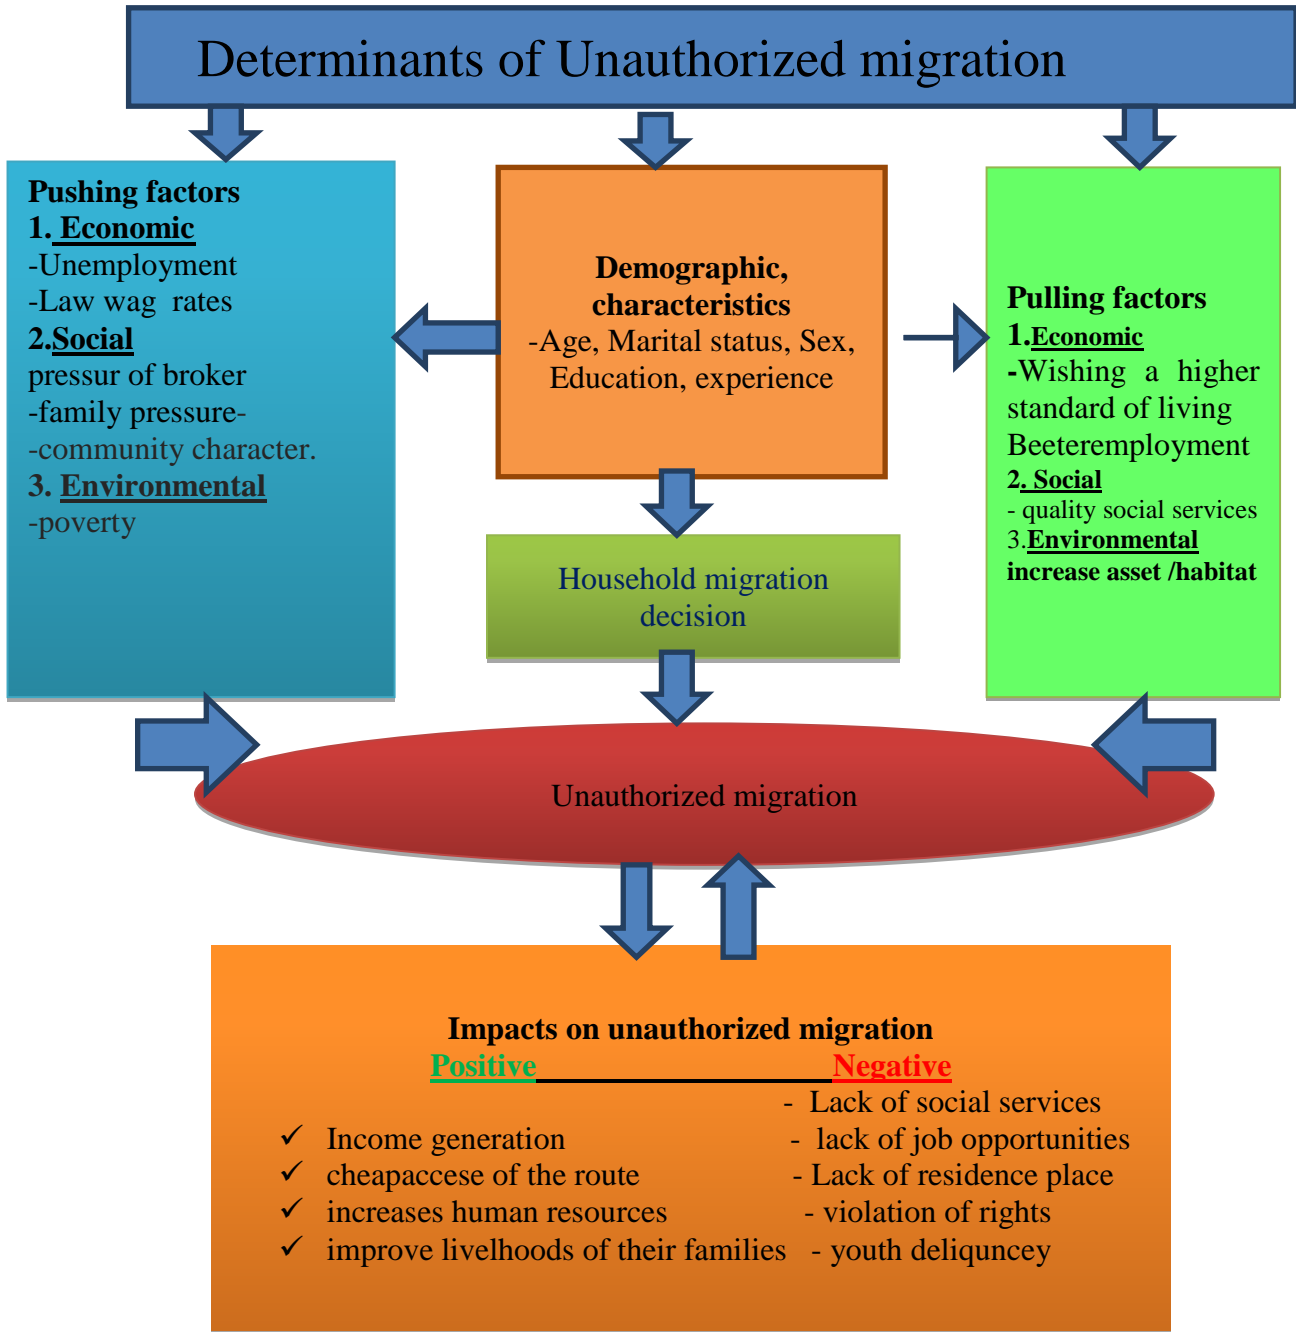 Determinants of Unauthorized migration
Pushing factors
1. Economic
-Unemployment
-Law wag rates
2.Social
pressur of broker
-family pressure-
-community character.
3. Environmental
-poverty
Demographic,
characteristics
-Age, Marital status, Sex,
Education, experience
Pulling factors
1.Economic
-Wishing a higher
standard of living
Beeteremployment
2. Social
- quality social services
3.Environmental
increase asset /habitat
Household migration
decision
Unauthorized migration
Impacts on unauthorized migration
Positive Negative
- Lack of social services
✓ Income generation - lack of job opportunities
✓ cheapaccese of the route - Lack of residence place
✓ increases human resources - violation of rights
✓ improve livelhoods of their families - youth deliquncey